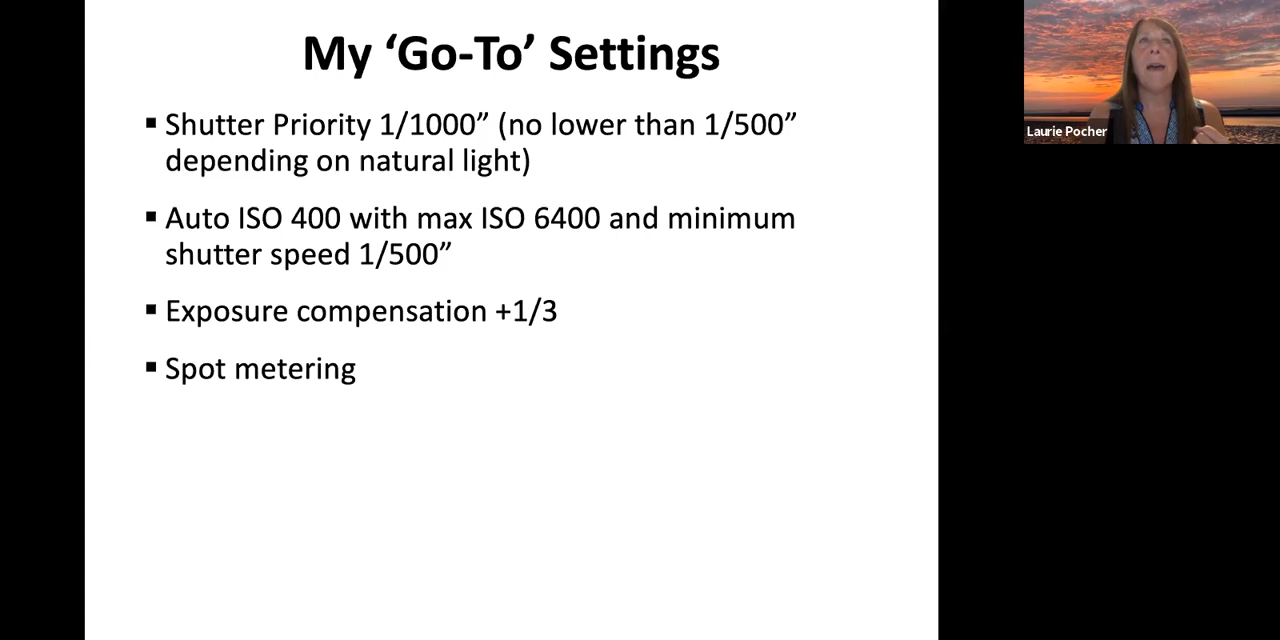 My ‘Go-To’ Settings
▪ Shutter Priority 1/1000” (no lower than 1/500”
depending on natural light)
▪ Auto ISO 400 with max ISO 6400 and minimum
shutter speed 1/500”
▪ Exposure compensation +1/3
▪ Spot metering
Laurie Pocher